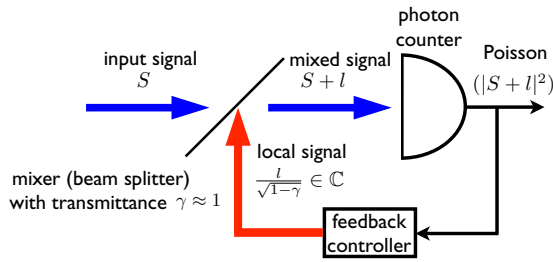 photon
counter
input signal
S
mixed signal
S + l
Poisson
(|S + l|²)
local signal
l/√(1−γ) ∈ ℂ
mixer (beam splitter)
with transmittance γ ≈ 1
feedback
controller